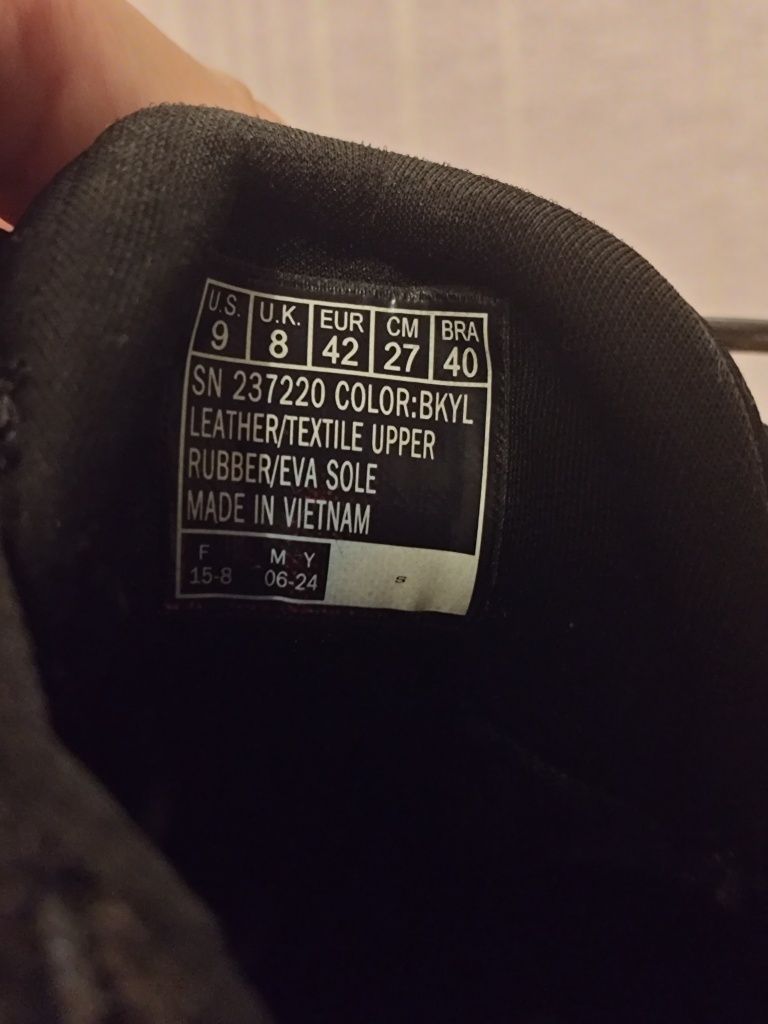 U.S. U.K. EUR CM BRA
9 8 42 27 40
SN 237220 COLOR:BKYL
LEATHER/TEXTILE UPPER
RUBBER/EVA SOLE
MADE IN VIETNAM
F M Y
15-8 06-24 S